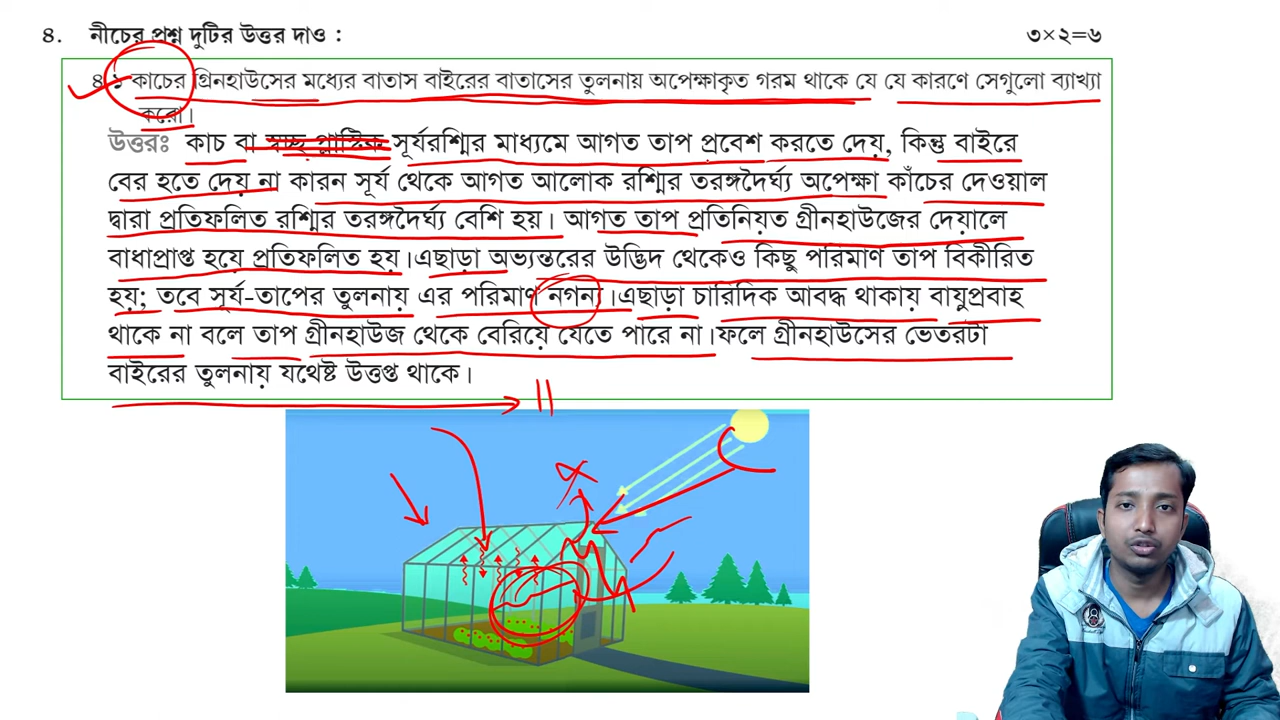 ৪. নীচের প্রশ্ন দুটির উত্তর দাও : ৩×২=৬
৪.১ কাচের গ্রিনহাউসের মধ্যের বাতাস বাইরের বাতাসের তুলনায় অপেক্ষাকৃত গরম থাকে যে যে কারণে সেগুলো ব্যাখ্যা
করো।
উত্তরঃ কাচ বা স্বচ্ছ প্লাস্টিক সূর্যরশ্মির মাধ্যমে আগত তাপ প্রবেশ করতে দেয়, কিন্তু বাইরে
বের হতে দেয় না কারন সূর্য থেকে আগত আলোক রশ্মির তরঙ্গদৈর্ঘ্য অপেক্ষা কাঁচের দেওয়াল
দ্বারা প্রতিফলিত রশ্মির তরঙ্গদৈর্ঘ্য বেশি হয়। আগত তাপ প্রতিনিয়ত গ্রীনহাউজের দেয়ালে
বাধাপ্রাপ্ত হয়ে প্রতিফলিত হয়।এছাড়া অভ্যন্তরের উদ্ভিদ থেকেও কিছু পরিমাণ তাপ বিকীরিত
হয়; তবে সূর্য-তাপের তুলনায় এর পরিমাণ নগন্য।এছাড়া চারিদিক আবদ্ধ থাকায় বায়ুপ্রবাহ
থাকে না বলে তাপ গ্রীনহাউজ থেকে বেরিয়ে যেতে পারে না।ফলে গ্রীনহাউসের ভেতরটা
বাইরের তুলনায় যথেষ্ট উত্তপ্ত থাকে।